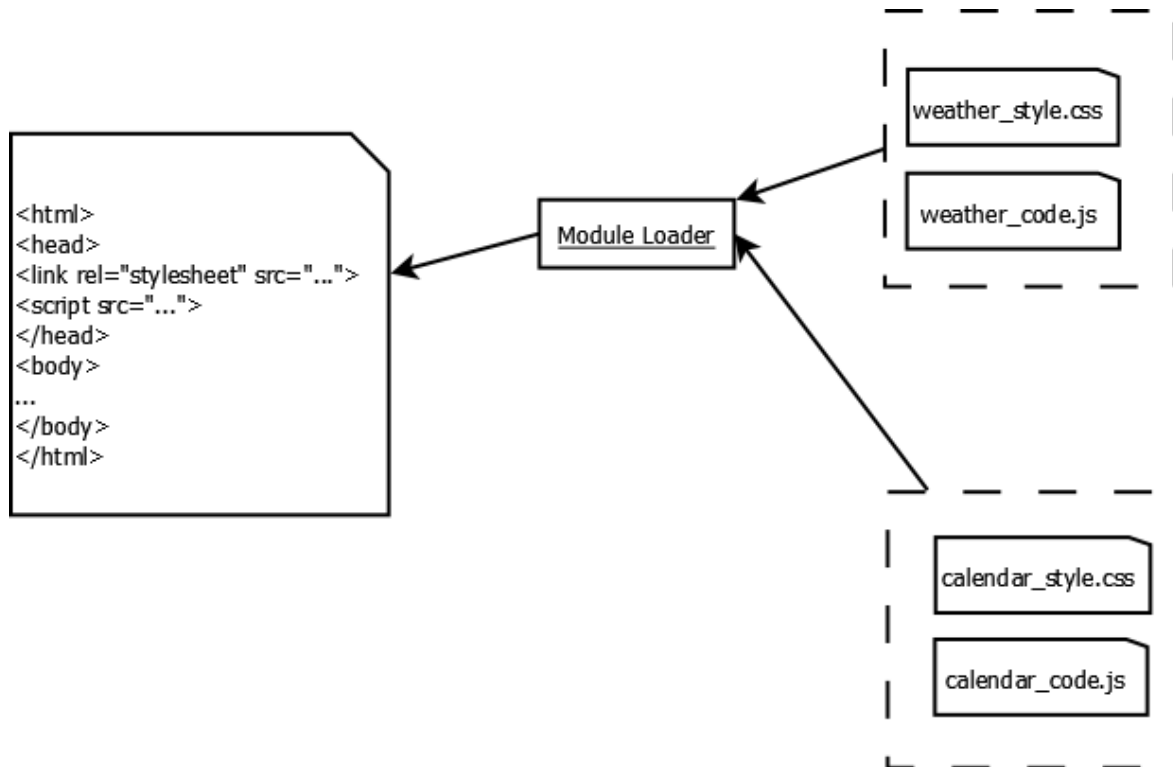 <html>
<head>
<link rel="stylesheet" src="...">
<script src="...">
</head>
<body>
...
</body>
</html>
Module Loader
weather_style.css
weather_code.js
calendar_style.css
calendar_code.js